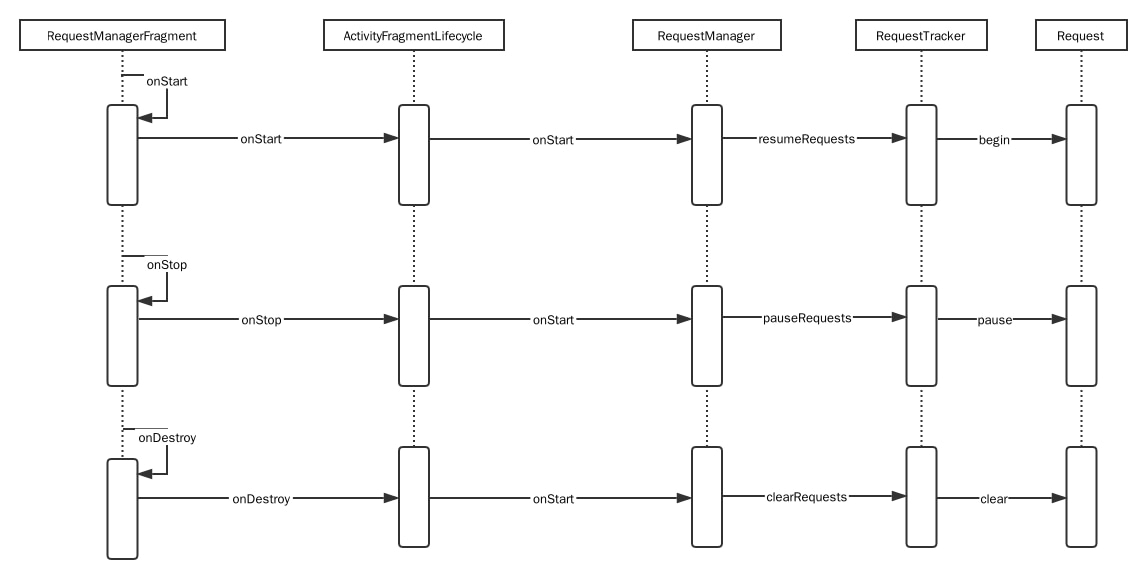 RequestManagerFragment
ActivityFragmentLifecycle
RequestManager
RequestTracker
Request
onStart
onStart
onStart
resumeRequests
begin
onStop
onStop
onStart
pauseRequests
pause
onDestroy
onDestroy
onStart
clearRequests
clear